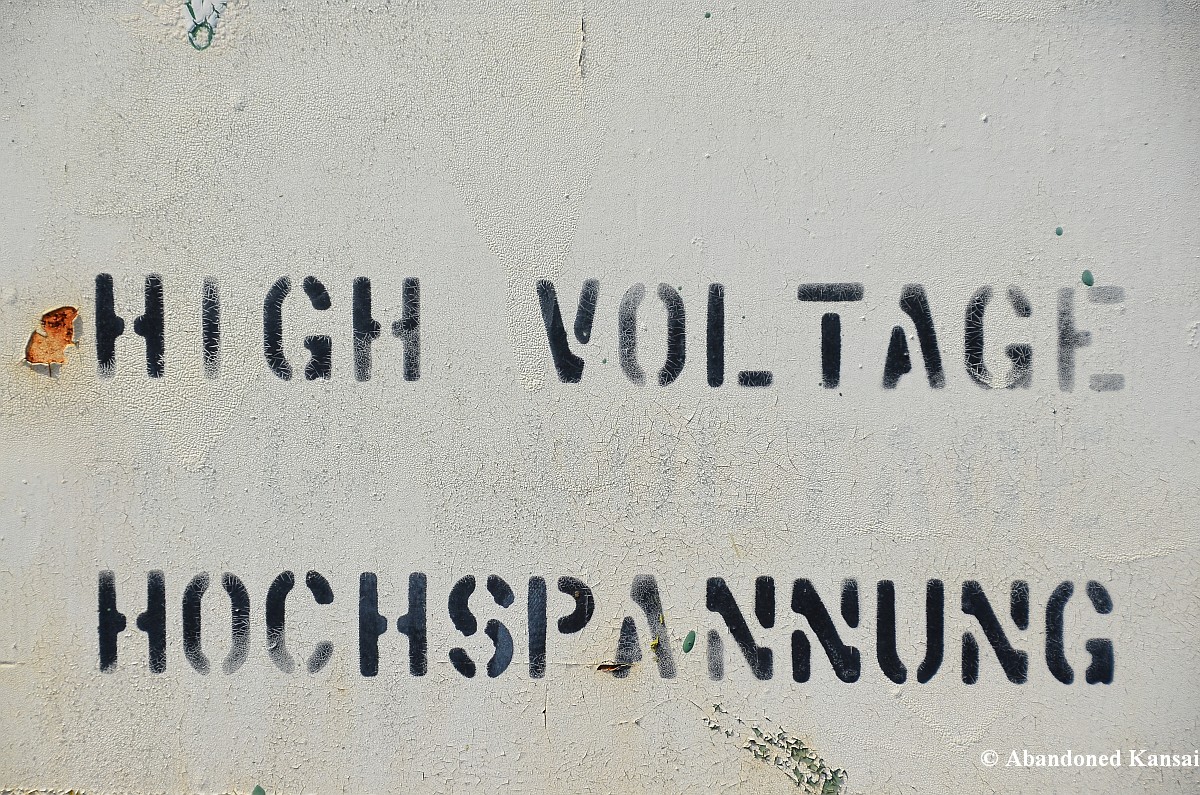 HIGH VOLTAGE
HOCHSPANNUNG
© Abandoned Kansai